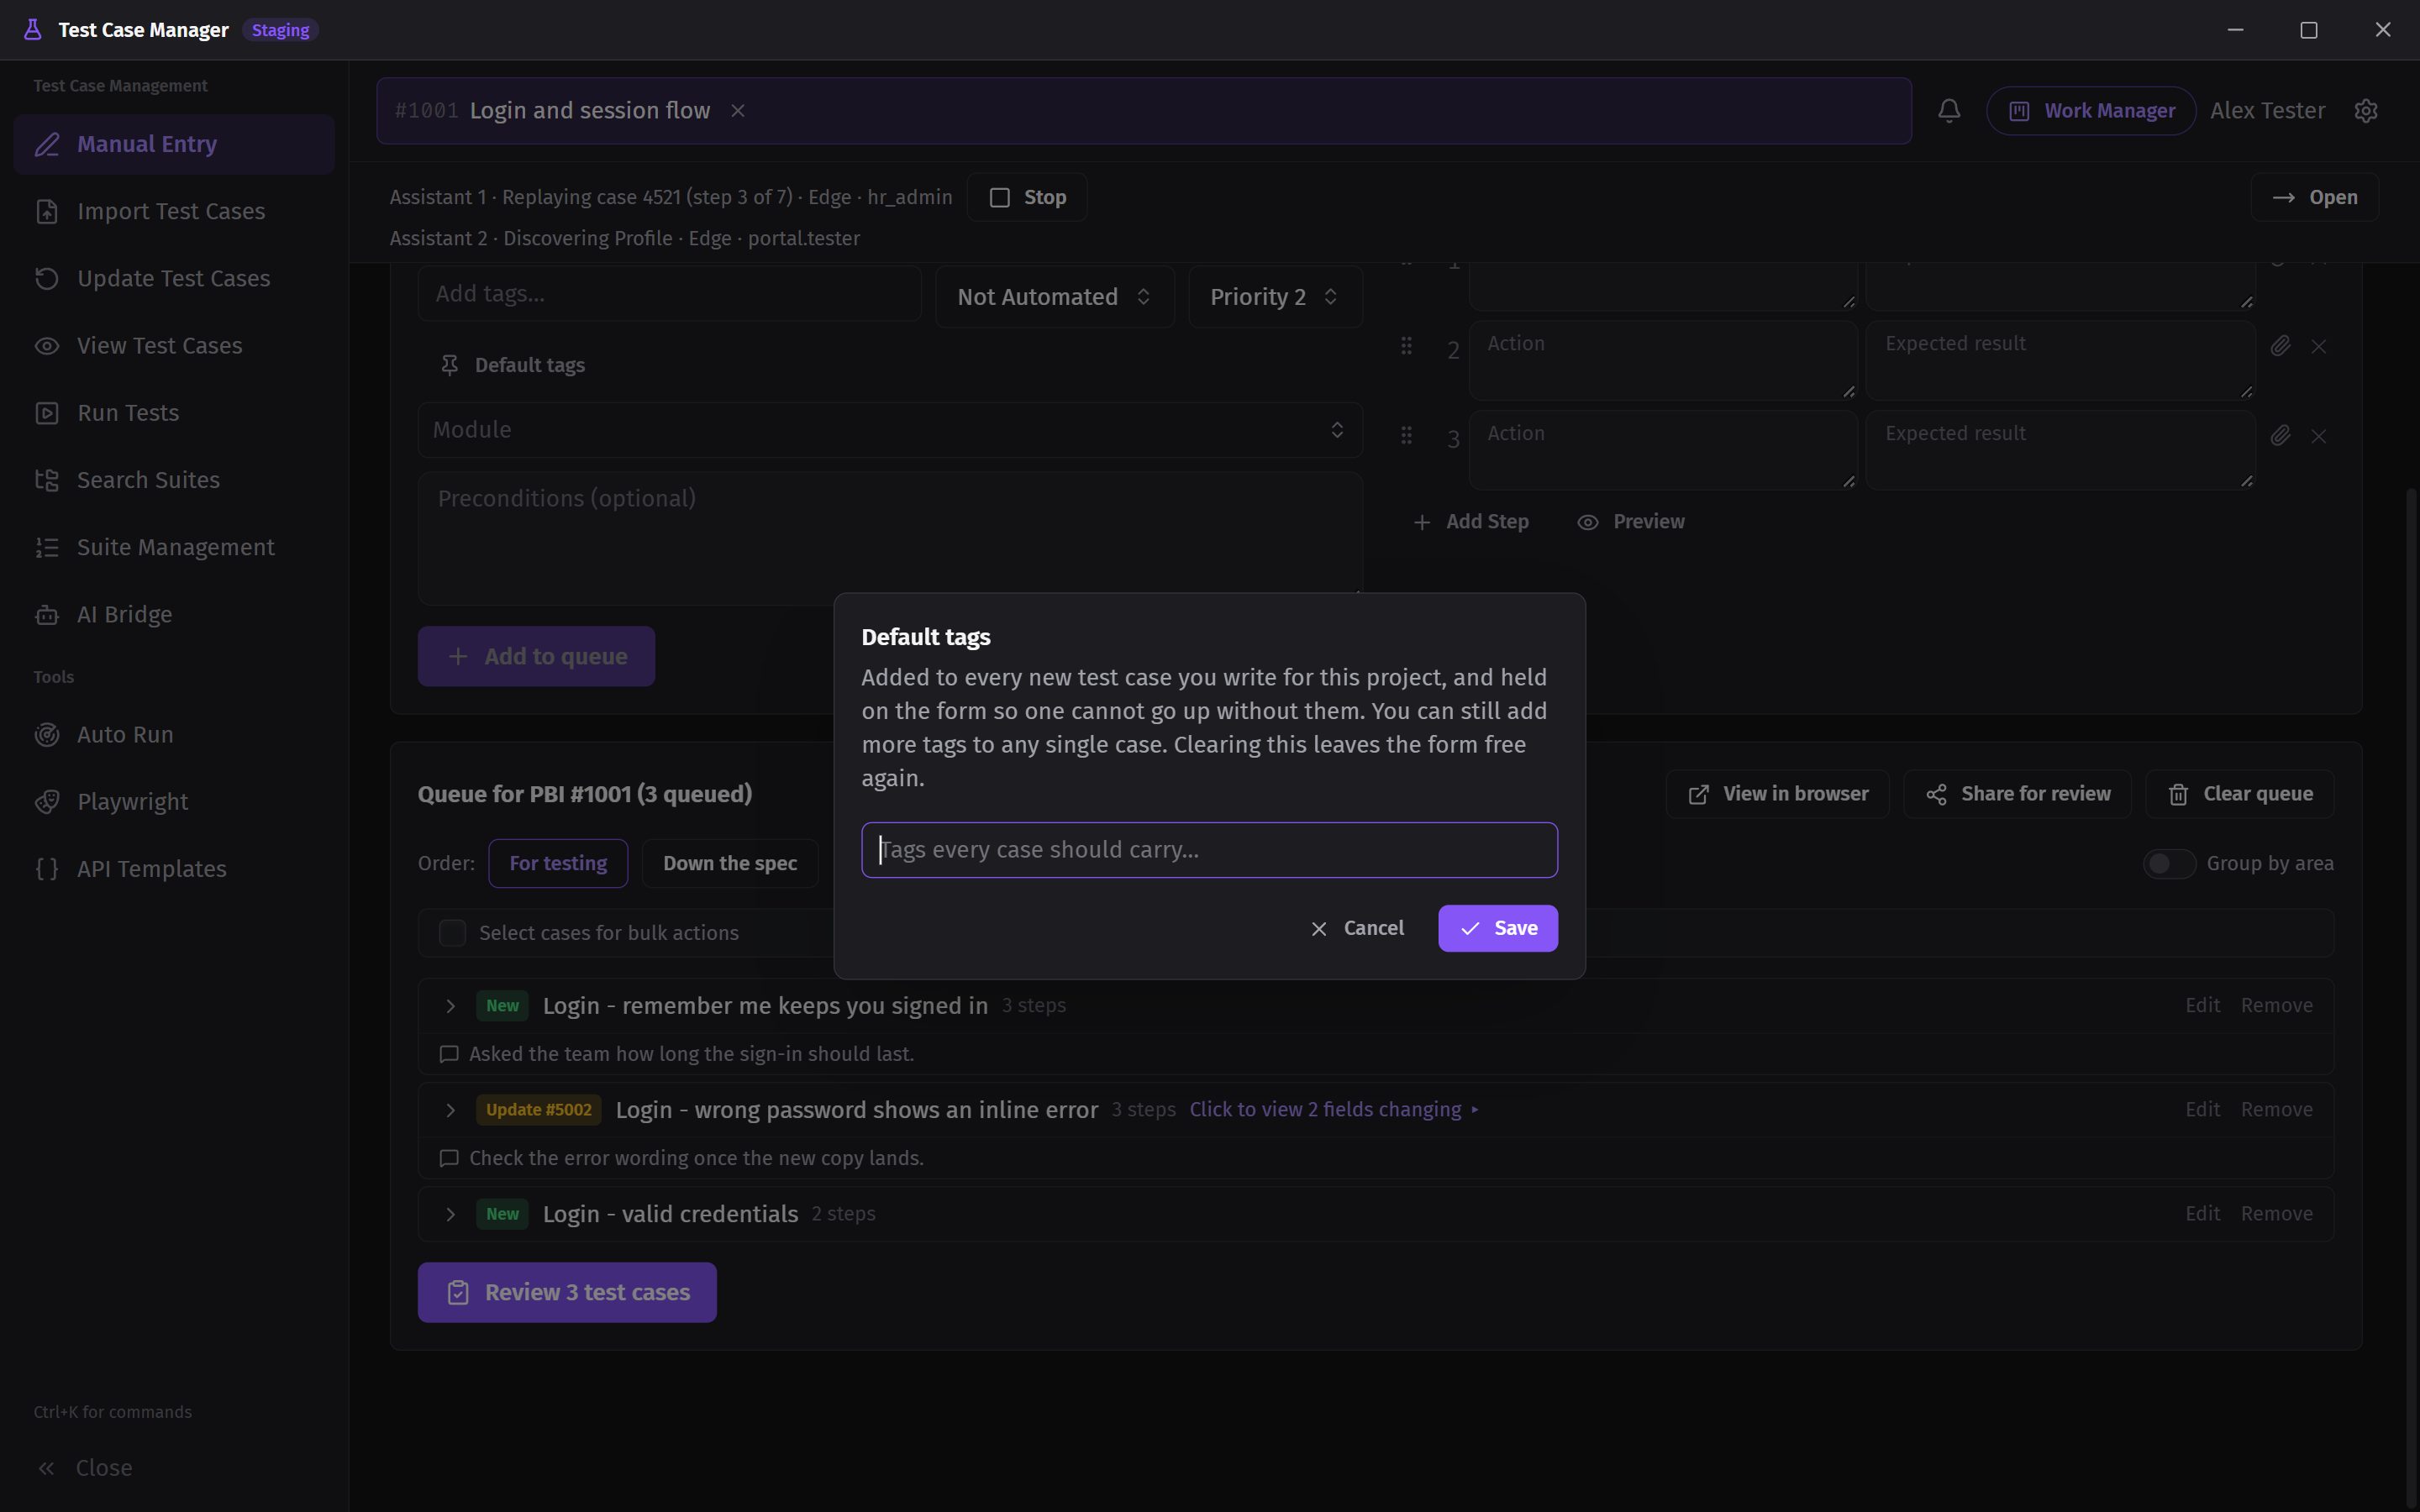 Test Case Manager Staging
Test Case Management
Manual Entry
Import Test Cases
Update Test Cases
View Test Cases
Run Tests
Search Suites
Suite Management
AI Bridge
Tools
Auto Run
Playwright
API Templates
Ctrl+K for commands
Close
#1001 Login and session flow
Work Manager
Alex Tester
Assistant 1 · Replaying case 4521 (step 3 of 7) · Edge · hr_admin
Stop
Open
Assistant 2 · Discovering Profile · Edge · portal.tester
Add tags...
Not Automated
Priority 2
Default tags
Module
Preconditions (optional)
Add to queue
1
2 Action Expected result
3 Action Expected result
Add Step
Preview
Default tags
Added to every new test case you write for this project, and held
on the form so one cannot go up without them. You can still add
more tags to any single case. Clearing this leaves the form free
again.
Tags every case should carry...
Cancel
Save
Queue for PBI #1001 (3 queued)
View in browser
Share for review
Clear queue
Order: For testing Down the spec
Group by area
Select cases for bulk actions
New Login - remember me keeps you signed in 3 steps Edit Remove
Asked the team how long the sign-in should last.
Update #5002 Login - wrong password shows an inline error 3 steps Click to view 2 fields changing Edit Remove
Check the error wording once the new copy lands.
New Login - valid credentials 2 steps Edit Remove
Review 3 test cases